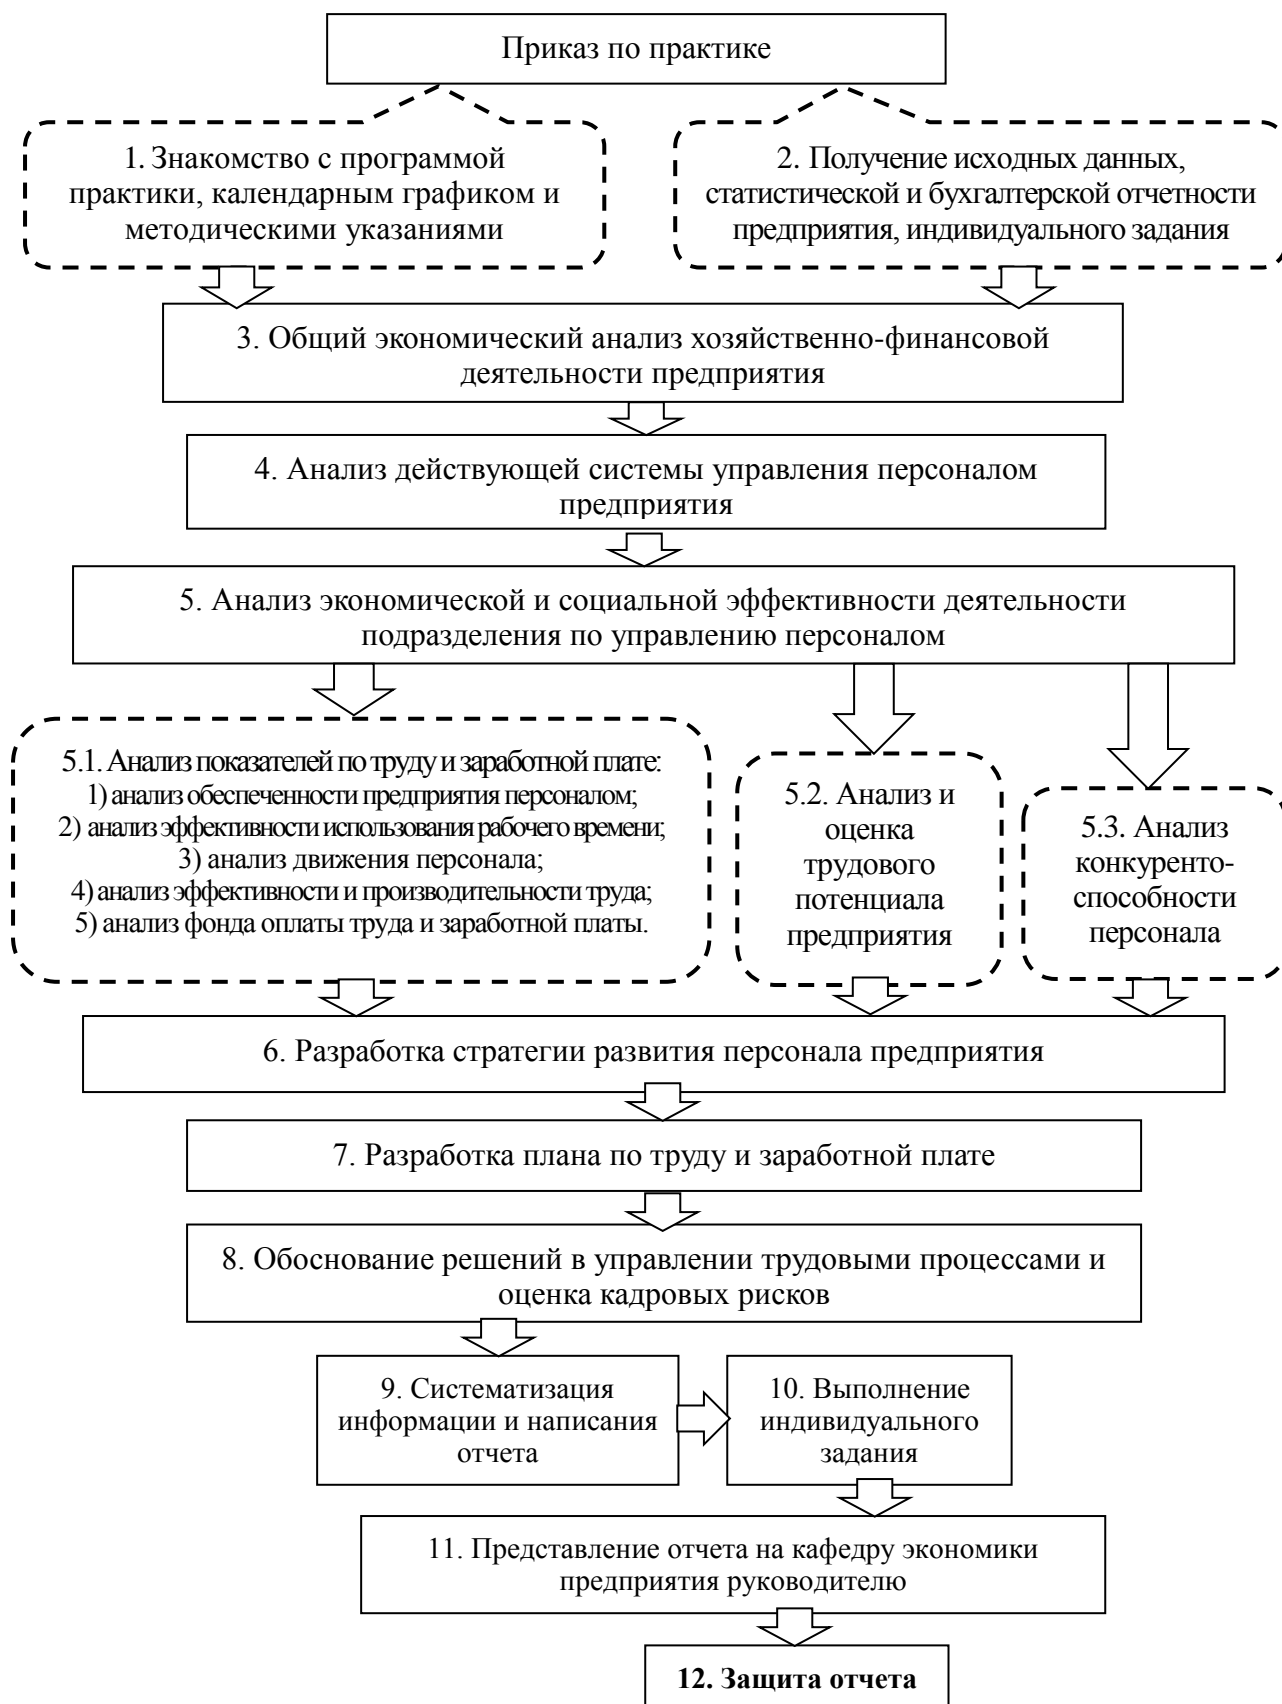 Приказ по практике
1. Знакомство с программой
практики, календарным графиком и
методическими указаниями
2. Получение исходных данных,
статистической и бухгалтерской отчетности
предприятия, индивидуального задания
3. Общий экономический анализ хозяйственно-финансовой
деятельности предприятия
4. Анализ действующей системы управления персоналом
предприятия
5. Анализ экономической и социальной эффективности деятельности
подразделения по управлению персоналом
5.1. Анализ показателей по труду и заработной плате:
1) анализ обеспеченности предприятия персоналом;
2) анализ эффективности использования рабочего времени;
3) анализ движения персонала;
4) анализ эффективности и производительности труда;
5) анализ фонда оплаты труда и заработной платы.
5.2. Анализ и
оценка
трудового
потенциала
предприятия
5.3. Анализ
конкуренто-
способности
персонала
6. Разработка стратегии развития персонала предприятия
7. Разработка плана по труду и заработной плате
8. Обоснование решений в управлении трудовыми процессами и
оценка кадровых рисков
9. Систематизация
информации и написания
отчета
10. Выполнение
индивидуального
задания
11. Представление отчета на кафедру экономики
предприятия руководителю
12. Защита отчета